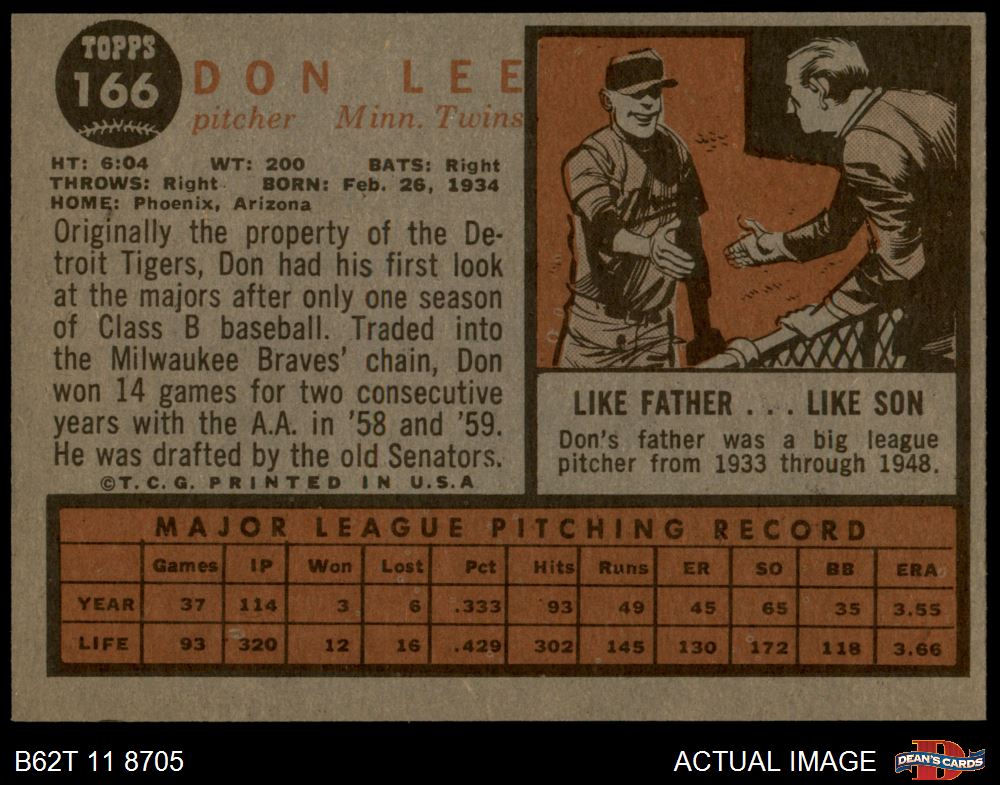 TOPPS
166
DON LEE
pitcher Minn. Twins
HT: 6:04 WT: 200 BATS: Right
THROWS: Right BORN: Feb. 26, 1934
HOME: Phoenix, Arizona
Originally the property of the De-
troit Tigers, Don had his first look
at the majors after only one season
of Class B baseball. Traded into
the Milwaukee Braves' chain, Don
won 14 games for two consecutive
years with the A.A. in '58 and '59.
He was drafted by the old Senators.
©T.C.G. PRINTED IN U.S.A
LIKE FATHER . . . LIKE SON
Don's father was a big league
pitcher from 1933 through 1948.
MAJOR LEAGUE PITCHING RECORD
Games IP Won Lost Pct Hits Runs ER SO BB ERA
YEAR 37 114 3 6 .333 93 49 45 65 35 3.55
LIFE 93 320 12 16 .429 302 145 130 172 118 3.66
B62T 11 8705
ACTUAL IMAGE
DEAN'S CARDS